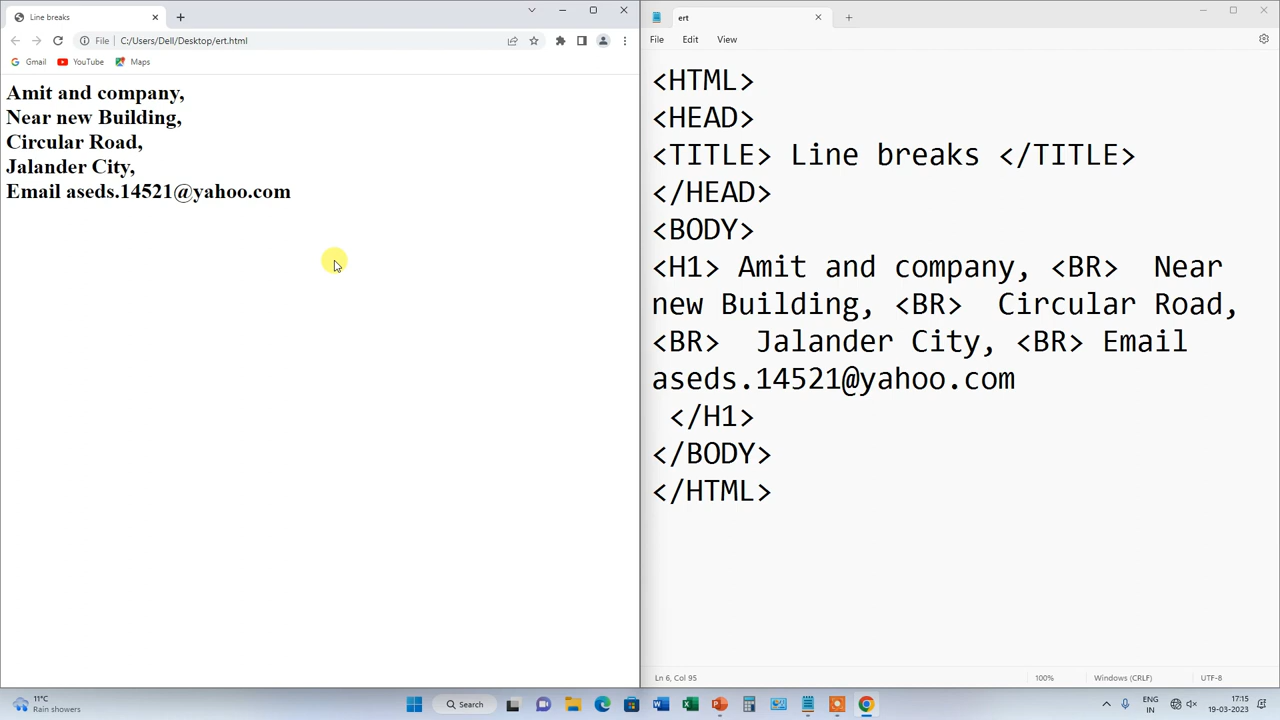 Line breaks
File C:/Users/Dell/Desktop/ert.html
Gmail YouTube Maps
Amit and company,
Near new Building,
Circular Road,
Jalander City,
Email aseds.14521@yahoo.com
ert
File Edit View
<HTML>
<HEAD>
<TITLE> Line breaks </TITLE>
</HEAD>
<BODY>
<H1> Amit and company, <BR>  Near
new Building, <BR>  Circular Road,
<BR>  Jalander City, <BR> Email
aseds.14521@yahoo.com
</H1>
</BODY>
</HTML>
Ln 6, Col 95 100% Windows (CRLF) UTF-8
11°C
Rain showers
Search
ENG
IN
17:15
19-03-2023